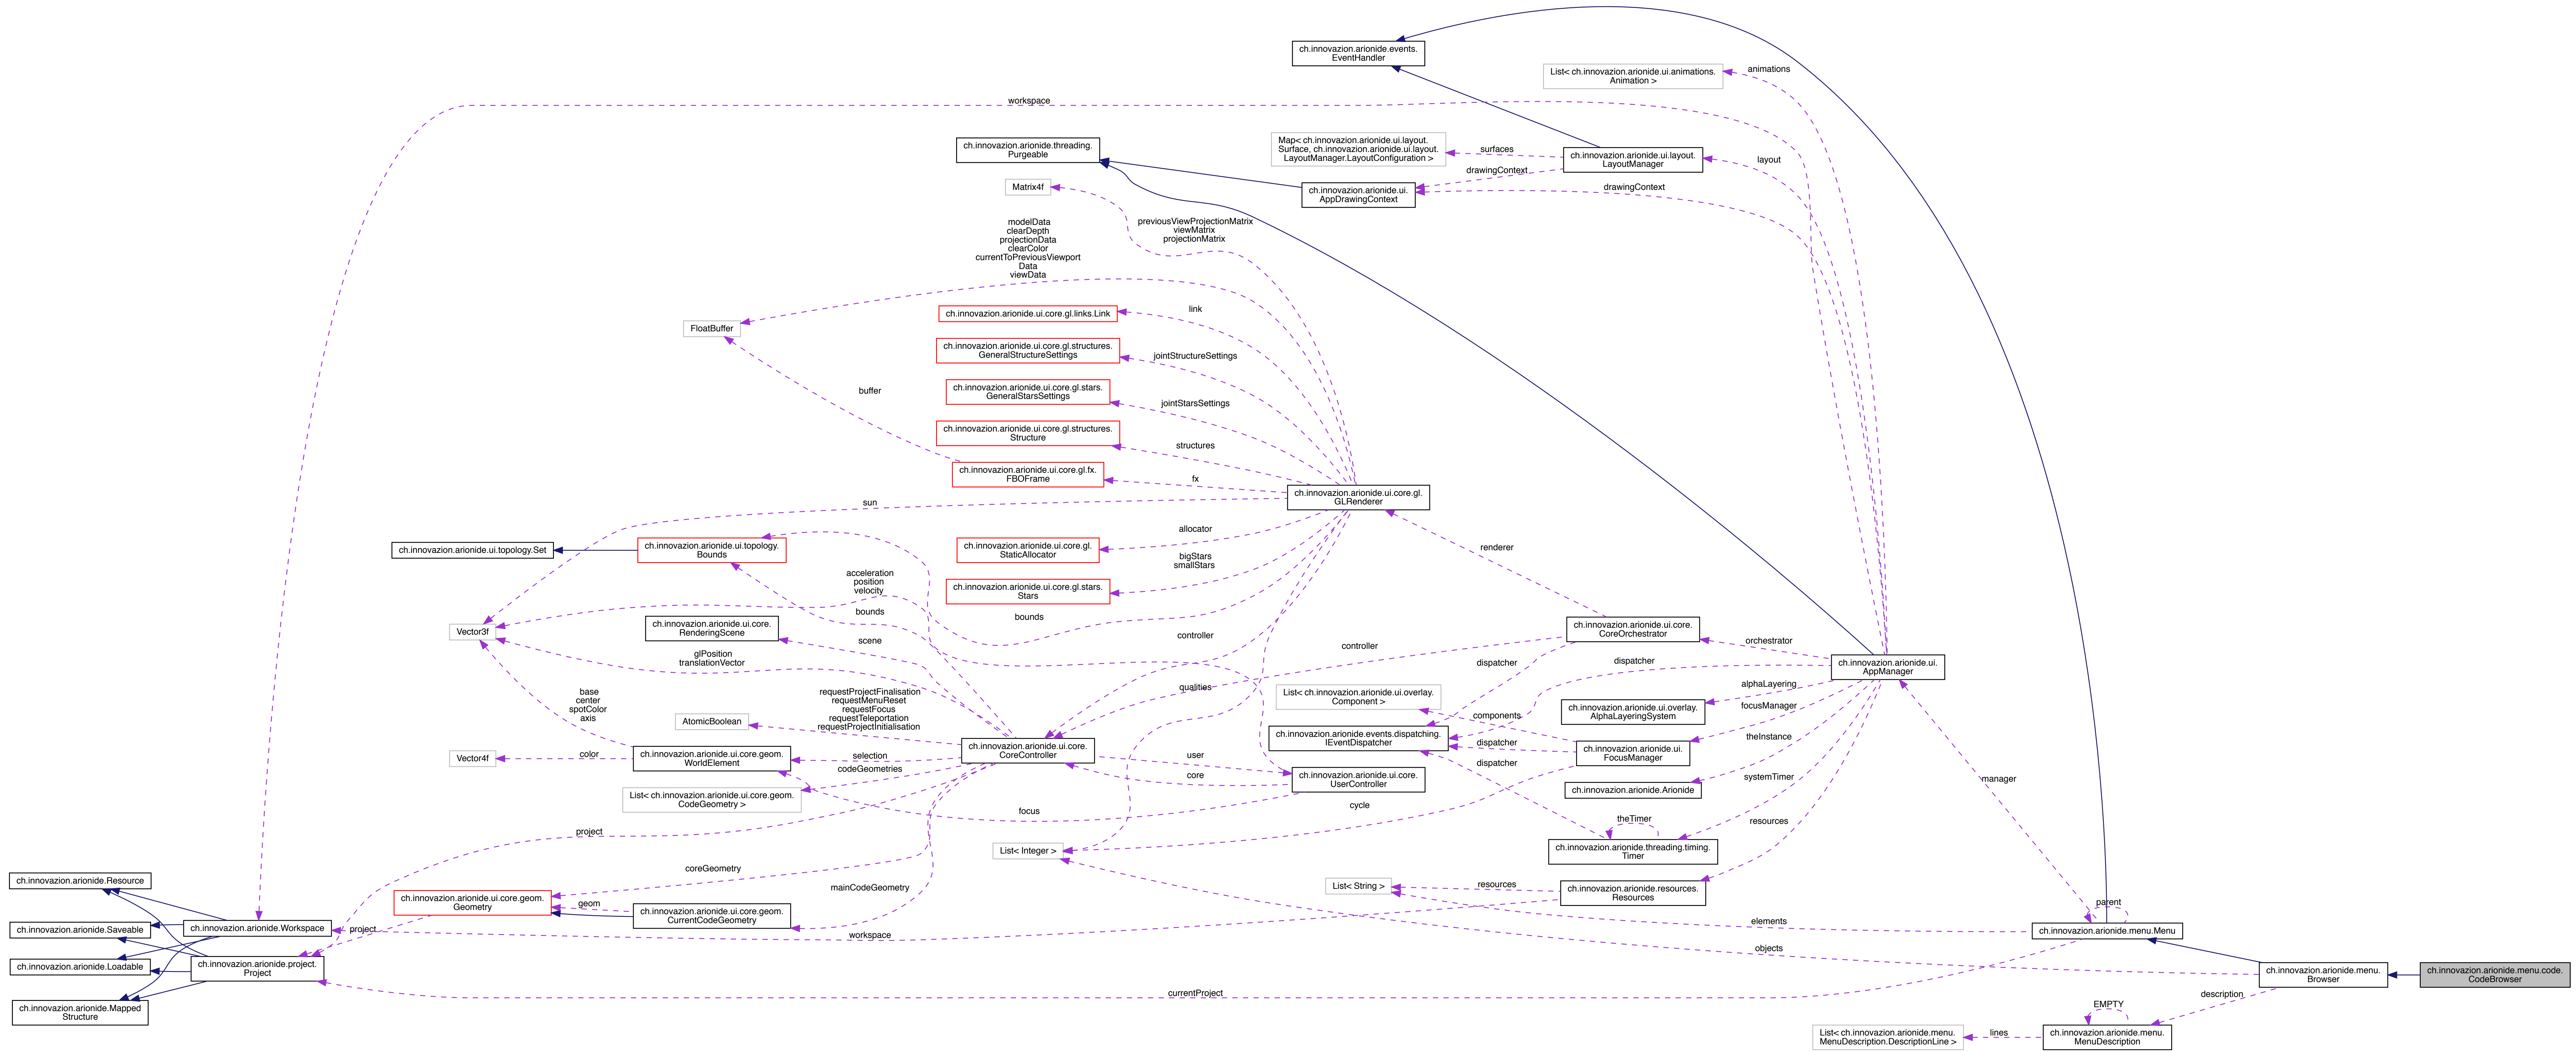 ch.innovazion.arionide.events.
EventHandler
List< ch.innovazion.arionide.ui.animations.
Animation >
animations
workspace
ch.innovazion.arionide.threading.
Purgeable
Map< ch.innovazion.arionide.ui.layout.
Surface, ch.innovazion.arionide.ui.layout.
LayoutManager.LayoutConfiguration >
surfaces
ch.innovazion.arionide.ui.layout.
LayoutManager
layout
drawingContext
Matrix4f
ch.innovazion.arionide.ui.
AppDrawingContext
drawingContext
modelData
clearDepth
projectionData
clearColor
currentToPreviousViewport
Data
viewData
previousViewProjectionMatrix
viewMatrix
projectionMatrix
ch.innovazion.arionide.ui.core.gl.links.Link
link
FloatBuffer
ch.innovazion.arionide.ui.core.gl.structures.
GeneralStructureSettings
jointStructureSettings
buffer
ch.innovazion.arionide.ui.core.gl.stars.
GeneralStarsSettings
jointStarsSettings
ch.innovazion.arionide.ui.core.gl.structures.
Structure
structures
ch.innovazion.arionide.ui.core.gl.fx.
FBOFrame
fx
ch.innovazion.arionide.ui.core.gl.
GLRenderer
sun
ch.innovazion.arionide.ui.topology.Set
ch.innovazion.arionide.ui.topology.
Bounds
ch.innovazion.arionide.ui.core.gl.
StaticAllocator
allocator
renderer
bigStars
smallStars
ch.innovazion.arionide.ui.core.gl.stars.
Stars
acceleration
position
velocity
bounds
bounds
Vector3f
ch.innovazion.arionide.ui.core.
RenderingScene
scene
controller
controller
ch.innovazion.arionide.ui.core.
CoreOrchestrator
orchestrator
glPosition
translationVector
dispatcher
dispatcher
ch.innovazion.arionide.ui.
AppManager
base
center
spotColor
axis
requestProjectFinalisation
requestMenuReset
requestFocus
requestTeleportation
requestProjectInitialisation
AtomicBoolean
qualities
List< ch.innovazion.arionide.ui.overlay.
Component >
components
alphaLayering
ch.innovazion.arionide.ui.overlay.
AlphaLayeringSystem
focusManager
Vector4f
color
ch.innovazion.arionide.ui.core.geom.
WorldElement
selection
ch.innovazion.arionide.ui.core.
CoreController
user
ch.innovazion.arionide.events.dispatching.
IEventDispatcher
dispatcher
ch.innovazion.arionide.ui.
FocusManager
theInstance
codeGeometries
core
ch.innovazion.arionide.ui.core.
UserController
dispatcher
systemTimer
manager
List< ch.innovazion.arionide.ui.core.geom.
CodeGeometry >
ch.innovazion.arionide.Arionide
focus
cycle
theTimer
resources
project
List< Integer >
ch.innovazion.arionide.threading.timing.
Timer
coreGeometry
ch.innovazion.arionide.Resource
mainCodeGeometry
List< String >
resources
ch.innovazion.arionide.resources.
Resources
ch.innovazion.arionide.ui.core.geom.
Geometry
geom
ch.innovazion.arionide.ui.core.geom.
CurrentCodeGeometry
parent
elements
ch.innovazion.arionide.Saveable
ch.innovazion.arionide.Workspace
project
workspace
ch.innovazion.arionide.menu.Menu
objects
ch.innovazion.arionide.Loadable
ch.innovazion.arionide.project.
Project
ch.innovazion.arionide.menu.
Browser
ch.innovazion.arionide.menu.code.
CodeBrowser
currentProject
description
ch.innovazion.arionide.Mapped
Structure
EMPTY
List< ch.innovazion.arionide.menu.
MenuDescription.DescriptionLine >
lines
ch.innovazion.arionide.menu.
MenuDescription